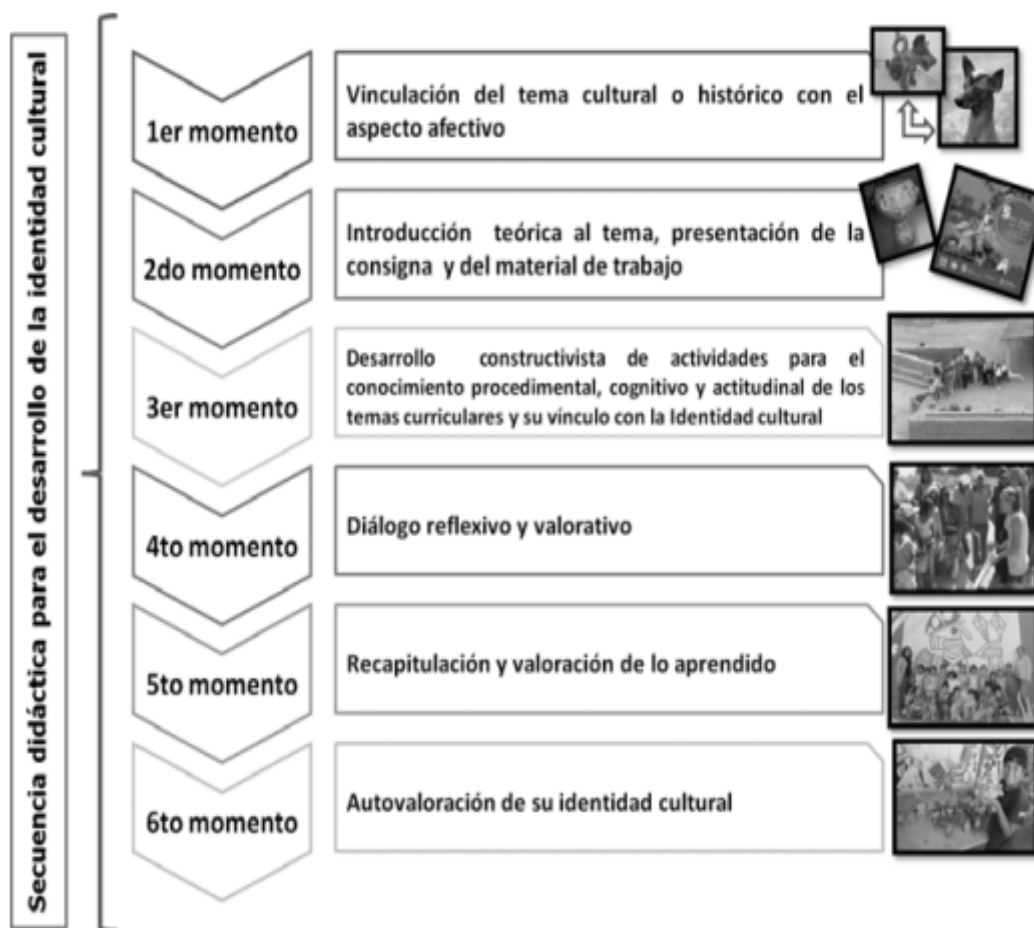 Secuencia didáctica para el desarrollo de la identidad cultural
1er momento
Vinculación del tema cultural o histórico con el
aspecto afectivo
2do momento
Introducción teórica al tema, presentación de la
consigna y del material de trabajo
3er momento
Desarrollo constructivista de actividades para el
conocimiento procedimental, cognitivo y actitudinal de los
temas curriculares y su vínculo con la Identidad cultural
4to momento
Diálogo reflexivo y valorativo
5to momento
Recapitulación y valoración de lo aprendido
6to momento
Autovaloración de su identidad cultural